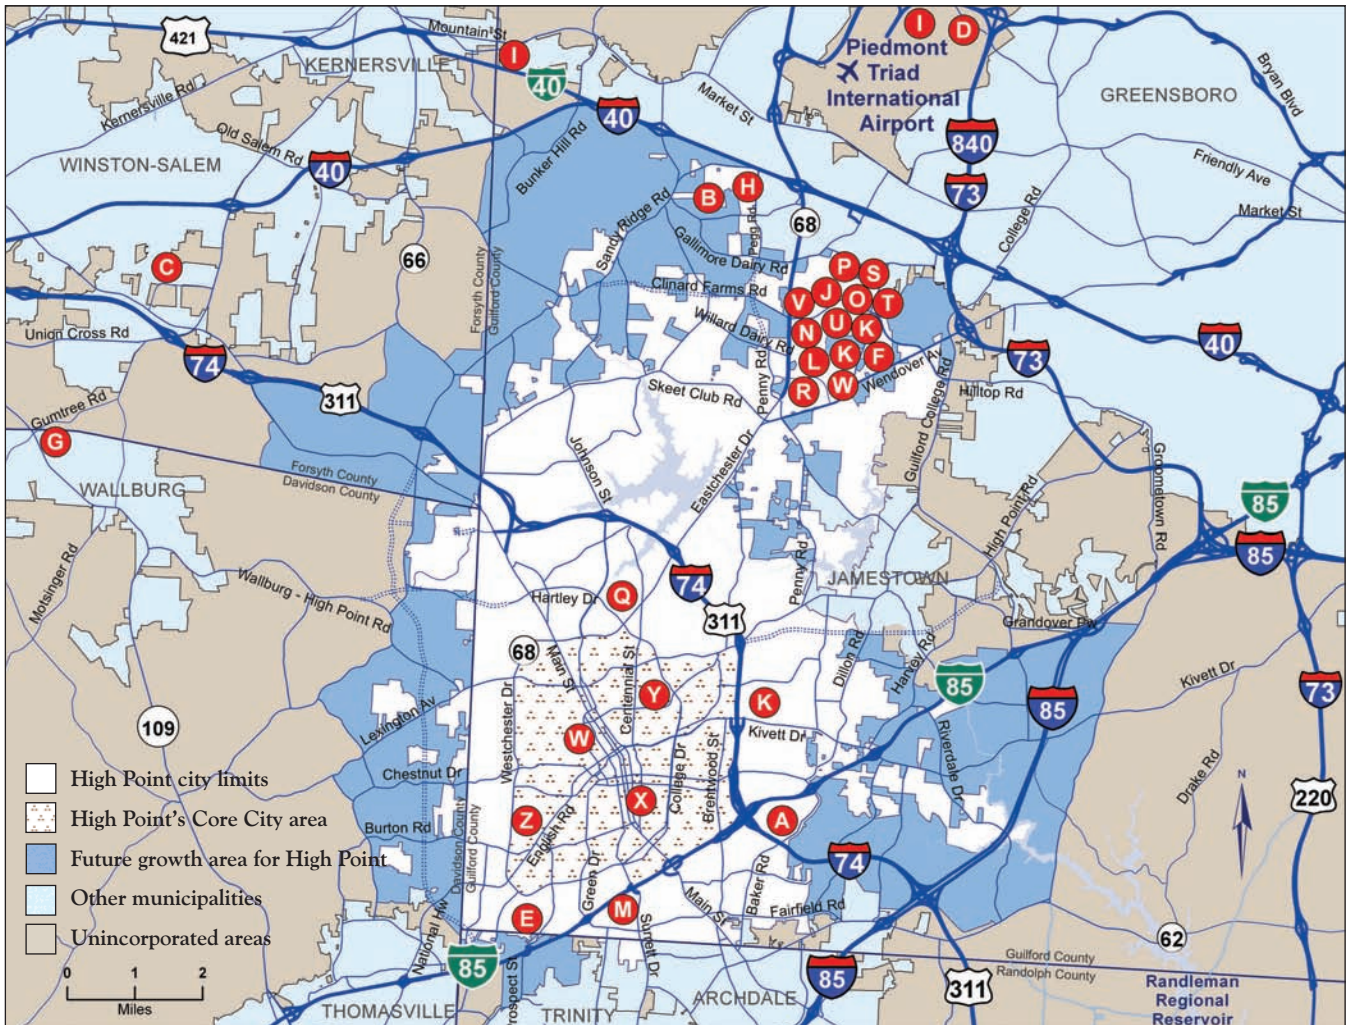 421
Mountain St
I
I
D
KERNERSVILLE
40
Piedmont
Triad
International
Airport
Kernersville Rd
Market St
GREENSBORO
Bryan Blvd
40
Old Salem Rd
Bunker Hill Rd
840
WINSTON-SALEM
40
Friendly Ave
73
B
H
College Rd
Market St
68
Sandy Ridge Rd
Pegg Rd
66
Gallimore Dairy Rd
C
Forsyth County
Guilford County
P
S
Clinard Farms Rd
V
J
O
T
Union Cross Rd
Willard Dairy Rd
N
U
K
74
L
K
F
73
40
Penny Rd
Wendover Av
Skeet Club Rd
R
W
Hilltop Rd
311
Gumtree Rd
G
Johnson St
Eastchester Dr
Guilford College Rd
Groometown Rd
Forsyth County
Davidson County
WALLBURG
High Point Rd
85
85
Motsinger Rd
Penny Rd
74
JAMESTOWN
Wallburg - High Point Rd
Hartley Dr
Q
311
Grandover Pw
68
Main St
Centennial St
Dillon Rd
Harvey Rd
85
Kivett Dr
Y
K
73
85
Westchester Dr
Lexington Av
109
W
Kivett Dr
Riverdale Dr
Drake Rd
College Dr
Brentwood St
Chestnut Dr
N
High Point city limits
X
220
High Point's Core City area
Z
English Rd
A
Burton Rd
Davidson County
Guilford County
Future growth area for High Point
74
Green Dr
Baker Rd
Other municipalities
Main St
Fairfield Rd
E
M
National Hw
Surrett Dr
Unincorporated areas
62
Guilford County
Randolph County
0 1 2
Miles
85
Prospect St
85
311
Randleman
Regional
Reservoir
THOMASVILLE
TRINITY
ARCHDALE